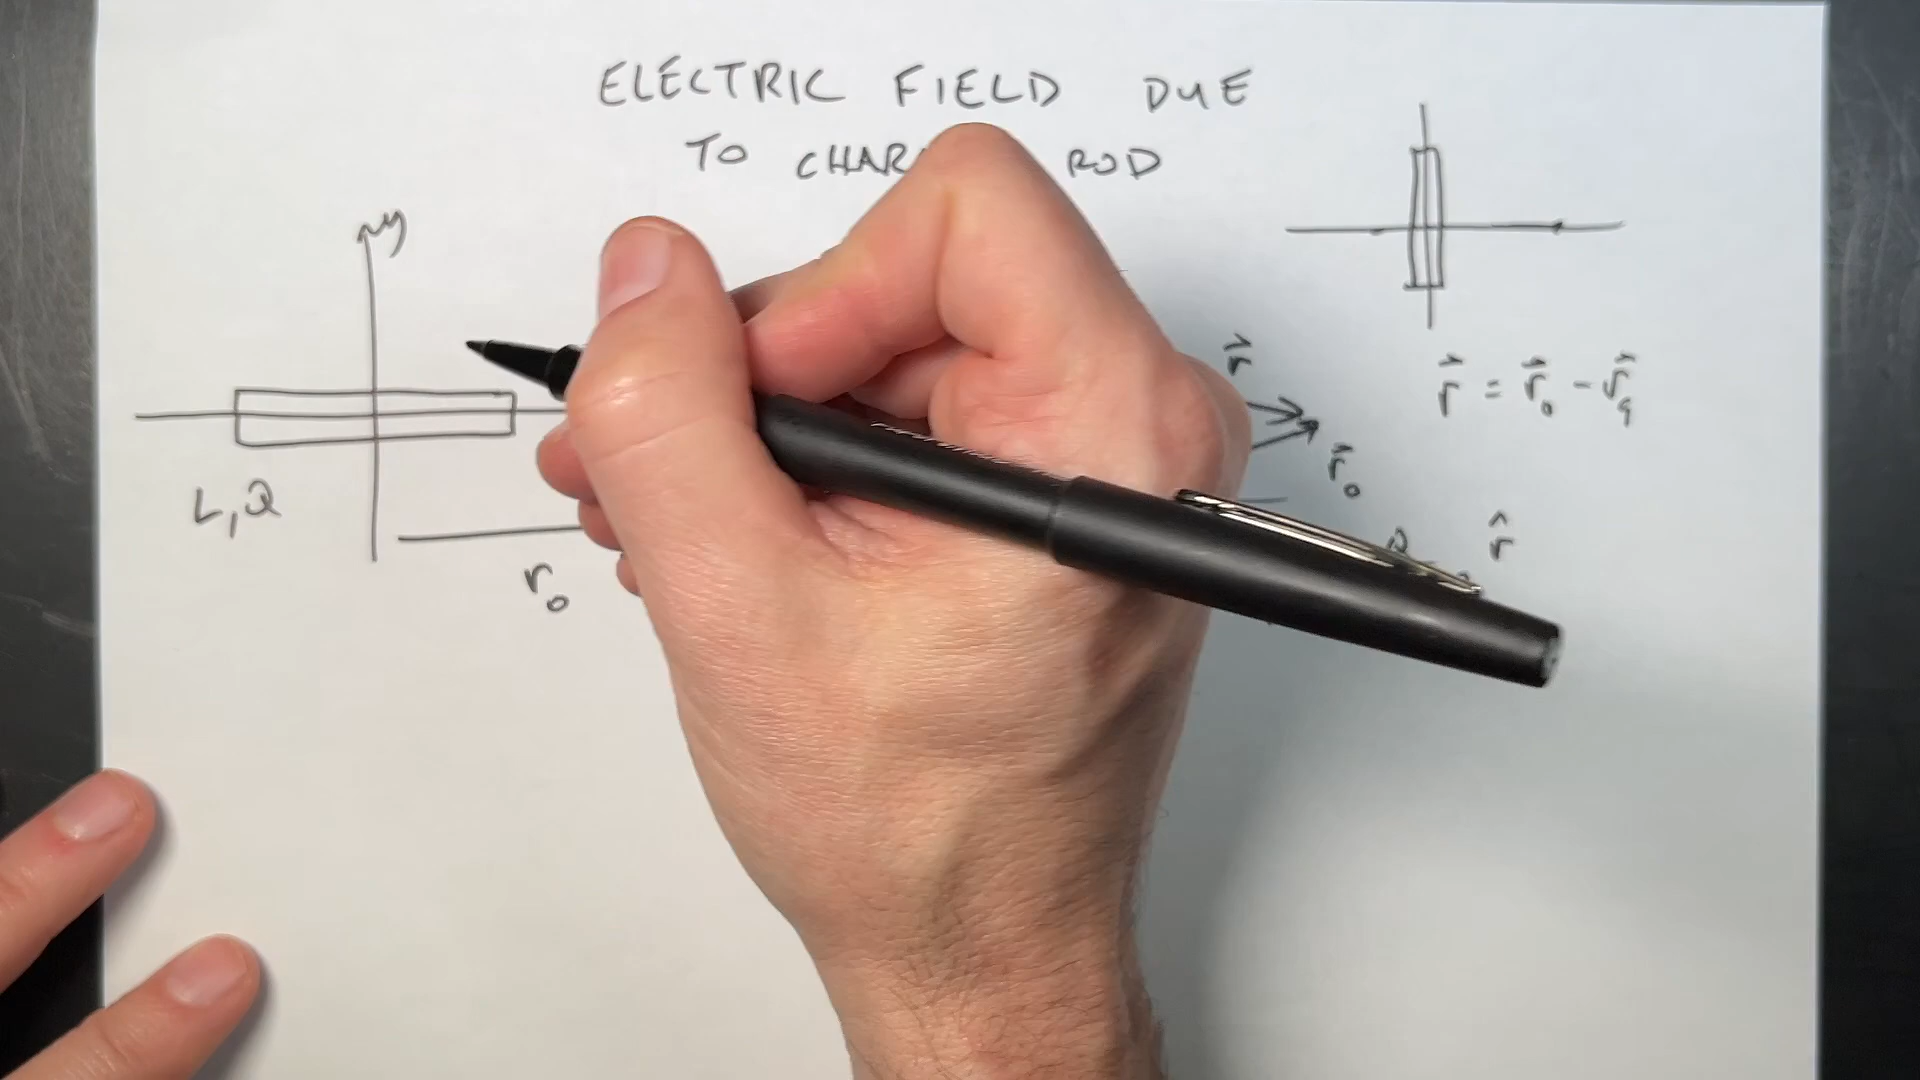 ELECTRIC FIELD DUE
TO CHAR ROD
y
L, Q
r₀
r⃗
r⃗₀
r⃗ = r⃗₀ - r⃗q
r̂